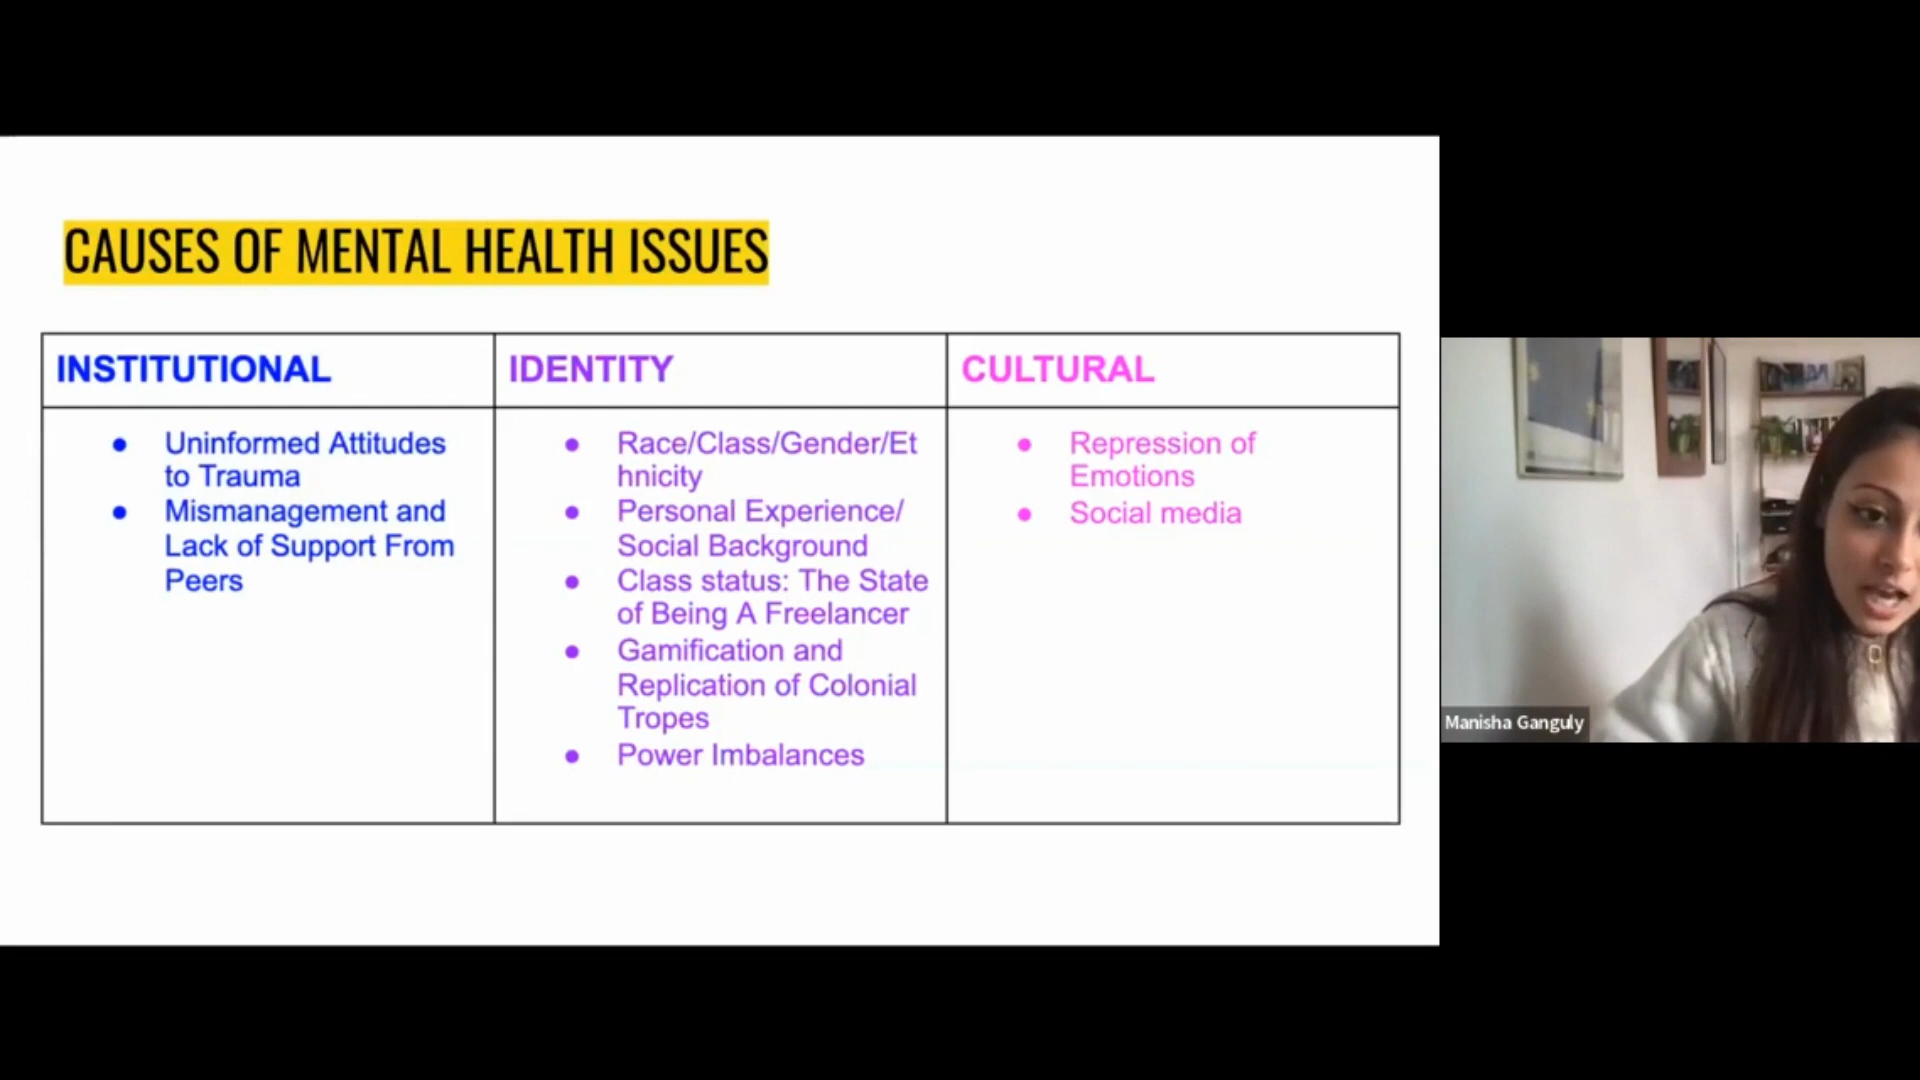 CAUSES OF MENTAL HEALTH ISSUES
INSTITUTIONAL
Uninformed Attitudes
to Trauma
Mismanagement and
Lack of Support From
Peers
IDENTITY
Race/Class/Gender/Et
hnicity
Personal Experience/
Social Background
Class status: The State
of Being A Freelancer
Gamification and
Replication of Colonial
Tropes
Power Imbalances
CULTURAL
Repression of
Emotions
Social media
Manisha Ganguly